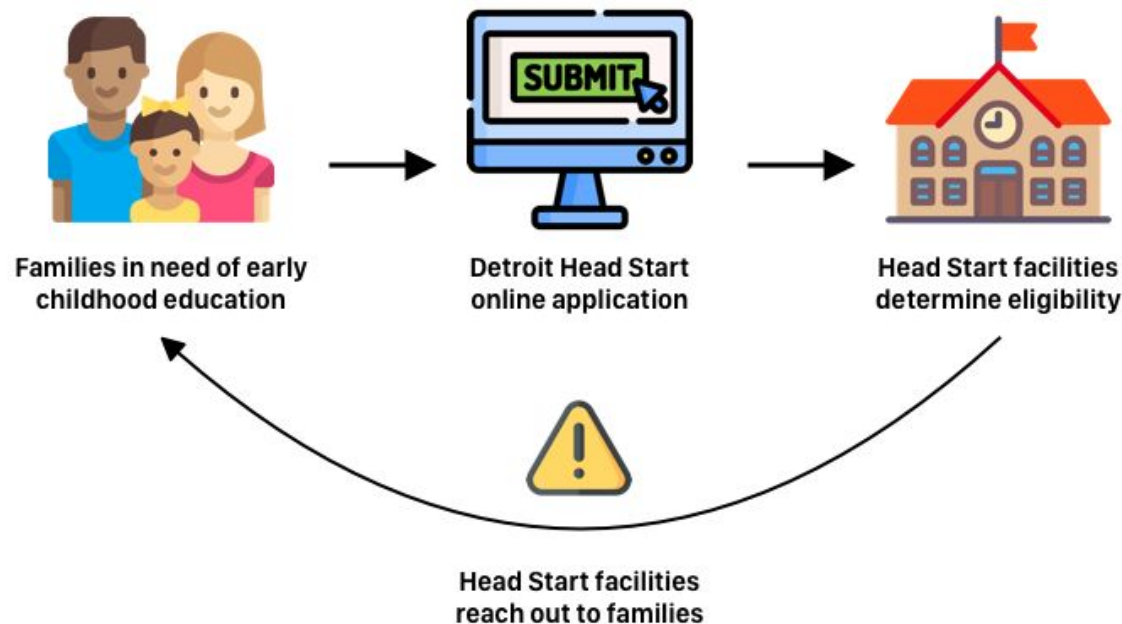 SUBMIT
Families in need of early
childhood education
Detroit Head Start
online application
Head Start facilities
determine eligibility
!
Head Start facilities
reach out to families